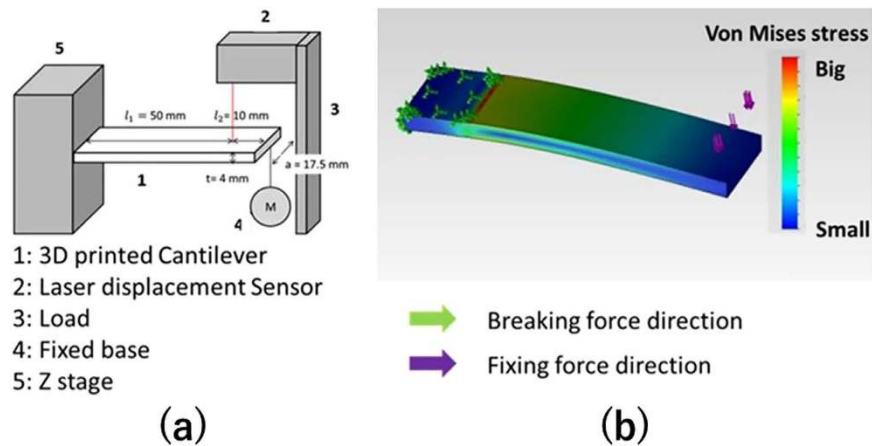 2
5
l₁ = 50 mm
l₂= 10 mm
3
a = 17.5 mm
t= 4 mm
1
4
M
1: 3D printed Cantilever
2: Laser displacement Sensor
3: Load
4: Fixed base
5: Z stage
(a)
Von Mises stress
Big
Small
Breaking force direction
Fixing force direction
(b)